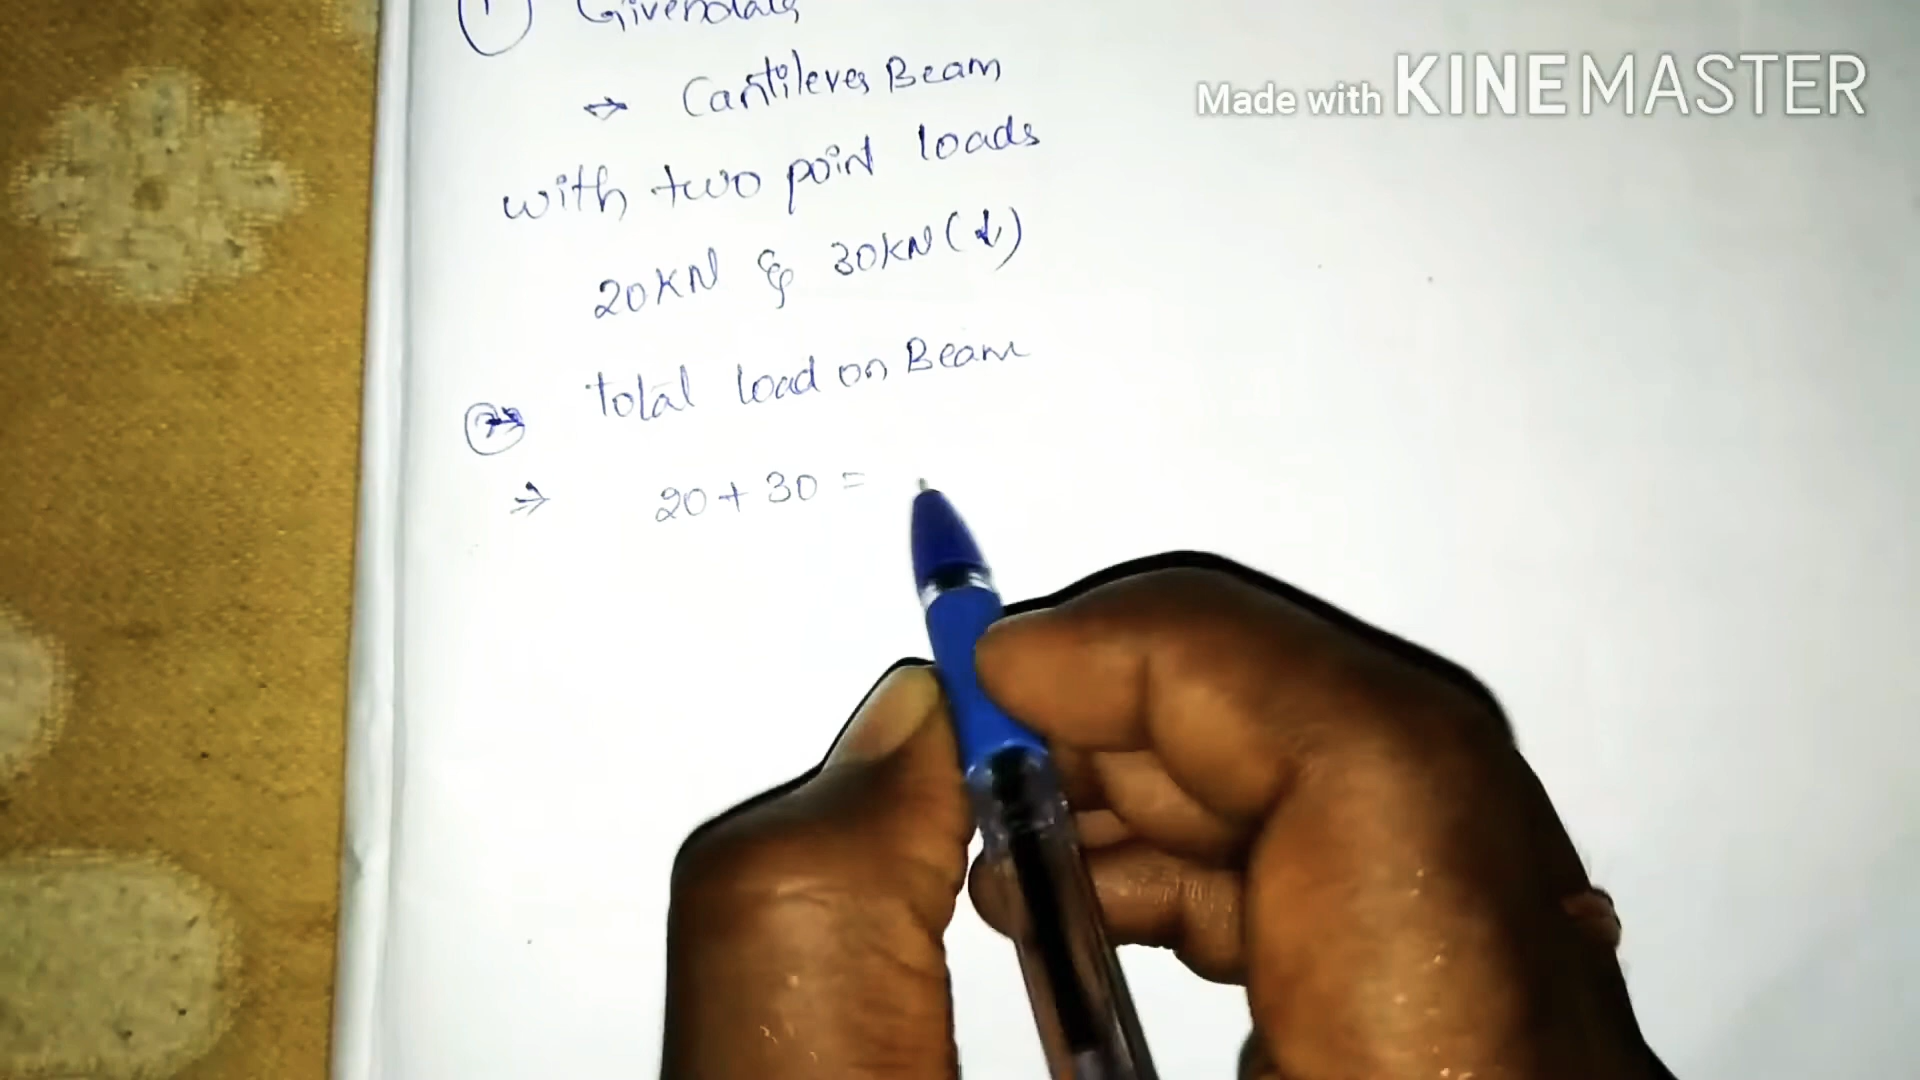 1 Given data
Made with KINEMASTER
⇒ Cantilever Beam
with two point loads
20KN & 30KN (↓)
total load on Beam
⇒ 20 + 30 =